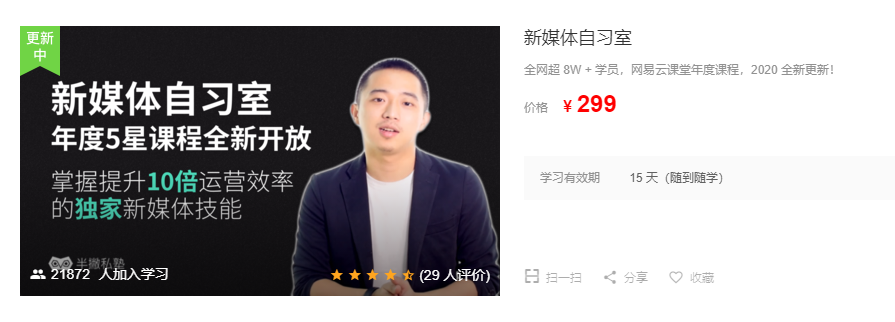 更新
中
新媒体自习室
年度5星课程全新开放
掌握提升10倍运营效率
的独家新媒体技能
半撇私塾
21872 人加入学习
(29 人评价)
新媒体自习室
全网超 8W + 学员，网易云课堂年度课程，2020 全新更新！
价格 ¥ 299
学习有效期 15 天（随到随学）
扫一扫 分享 收藏